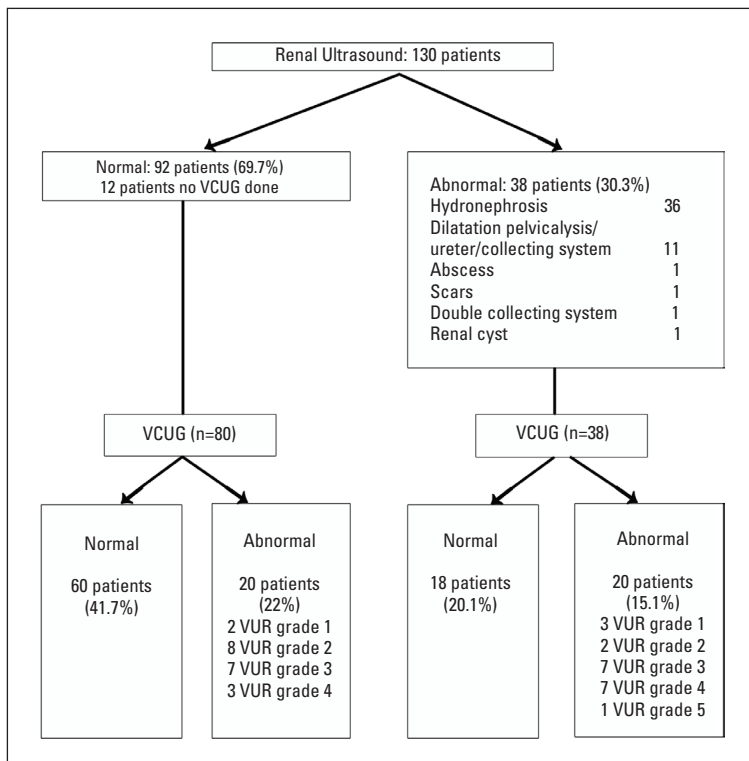 Renal Ultrasound: 130 patients
Normal: 92 patients (69.7%)
12 patients no VCUG done
Abnormal: 38 patients (30.3%)
Hydronephrosis 36
Dilatation pelvicalysis/
ureter/collecting system 11
Abscess 1
Scars 1
Double collecting system 1
Renal cyst 1
VCUG (n=80)
VCUG (n=38)
Normal
60 patients
(41.7%)
Abnormal
20 patients
(22%)
2 VUR grade 1
8 VUR grade 2
7 VUR grade 3
3 VUR grade 4
Normal
18 patients
(20.1%)
Abnormal
20 patients
(15.1%)
3 VUR grade 1
2 VUR grade 2
7 VUR grade 3
7 VUR grade 4
1 VUR grade 5